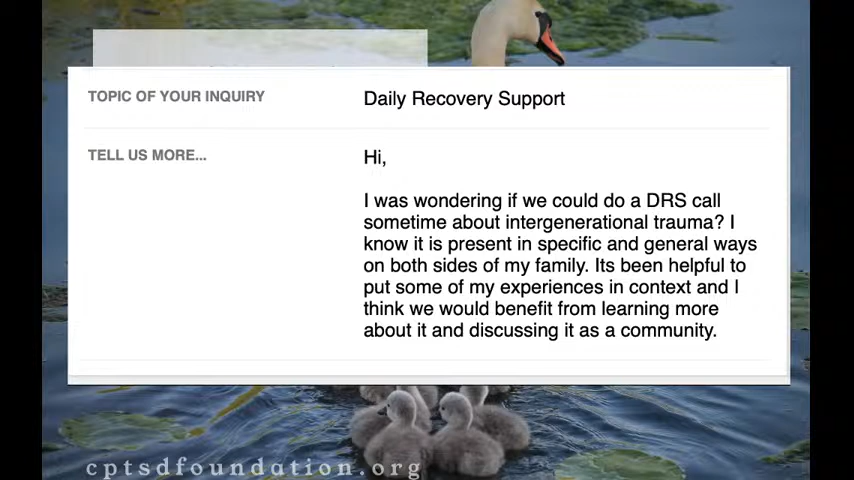 TOPIC OF YOUR INQUIRY
Daily Recovery Support
TELL US MORE...
Hi,
I was wondering if we could do a DRS call
sometime about intergenerational trauma? I
know it is present in specific and general ways
on both sides of my family. Its been helpful to
put some of my experiences in context and I
think we would benefit from learning more
about it and discussing it as a community.
cptsdfoundation.org